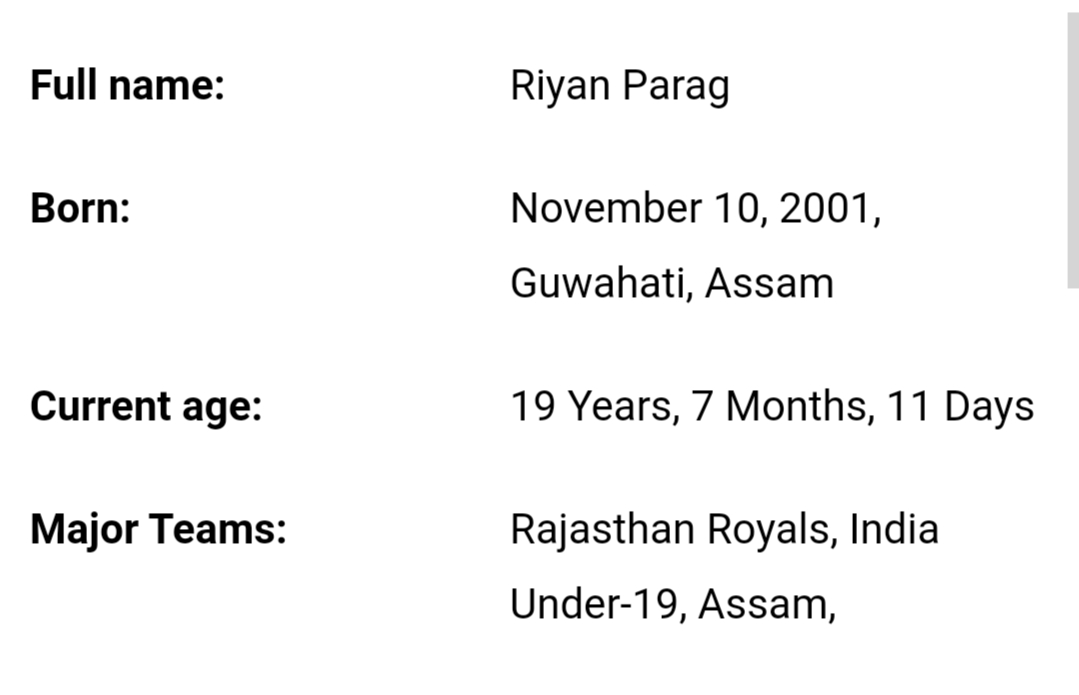 Full name: Riyan Parag
Born: November 10, 2001,
Guwahati, Assam
Current age: 19 Years, 7 Months, 11 Days
Major Teams: Rajasthan Royals, India
Under-19, Assam,